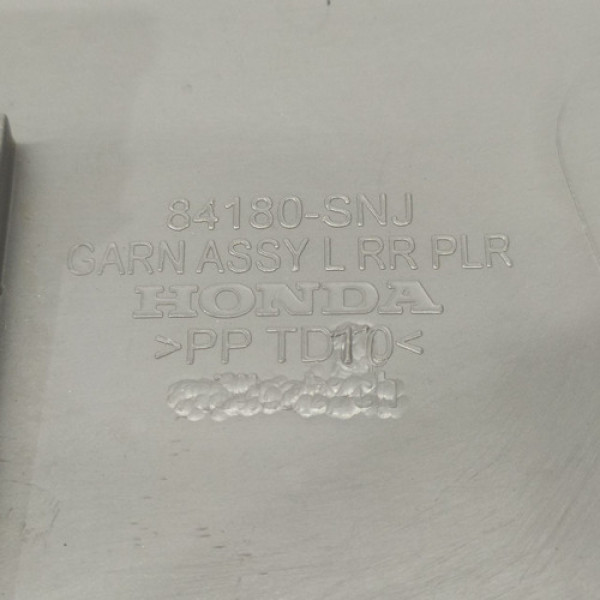 84180-SNJ
GARN ASSY L RR PLR
HONDA
>PP TD10<